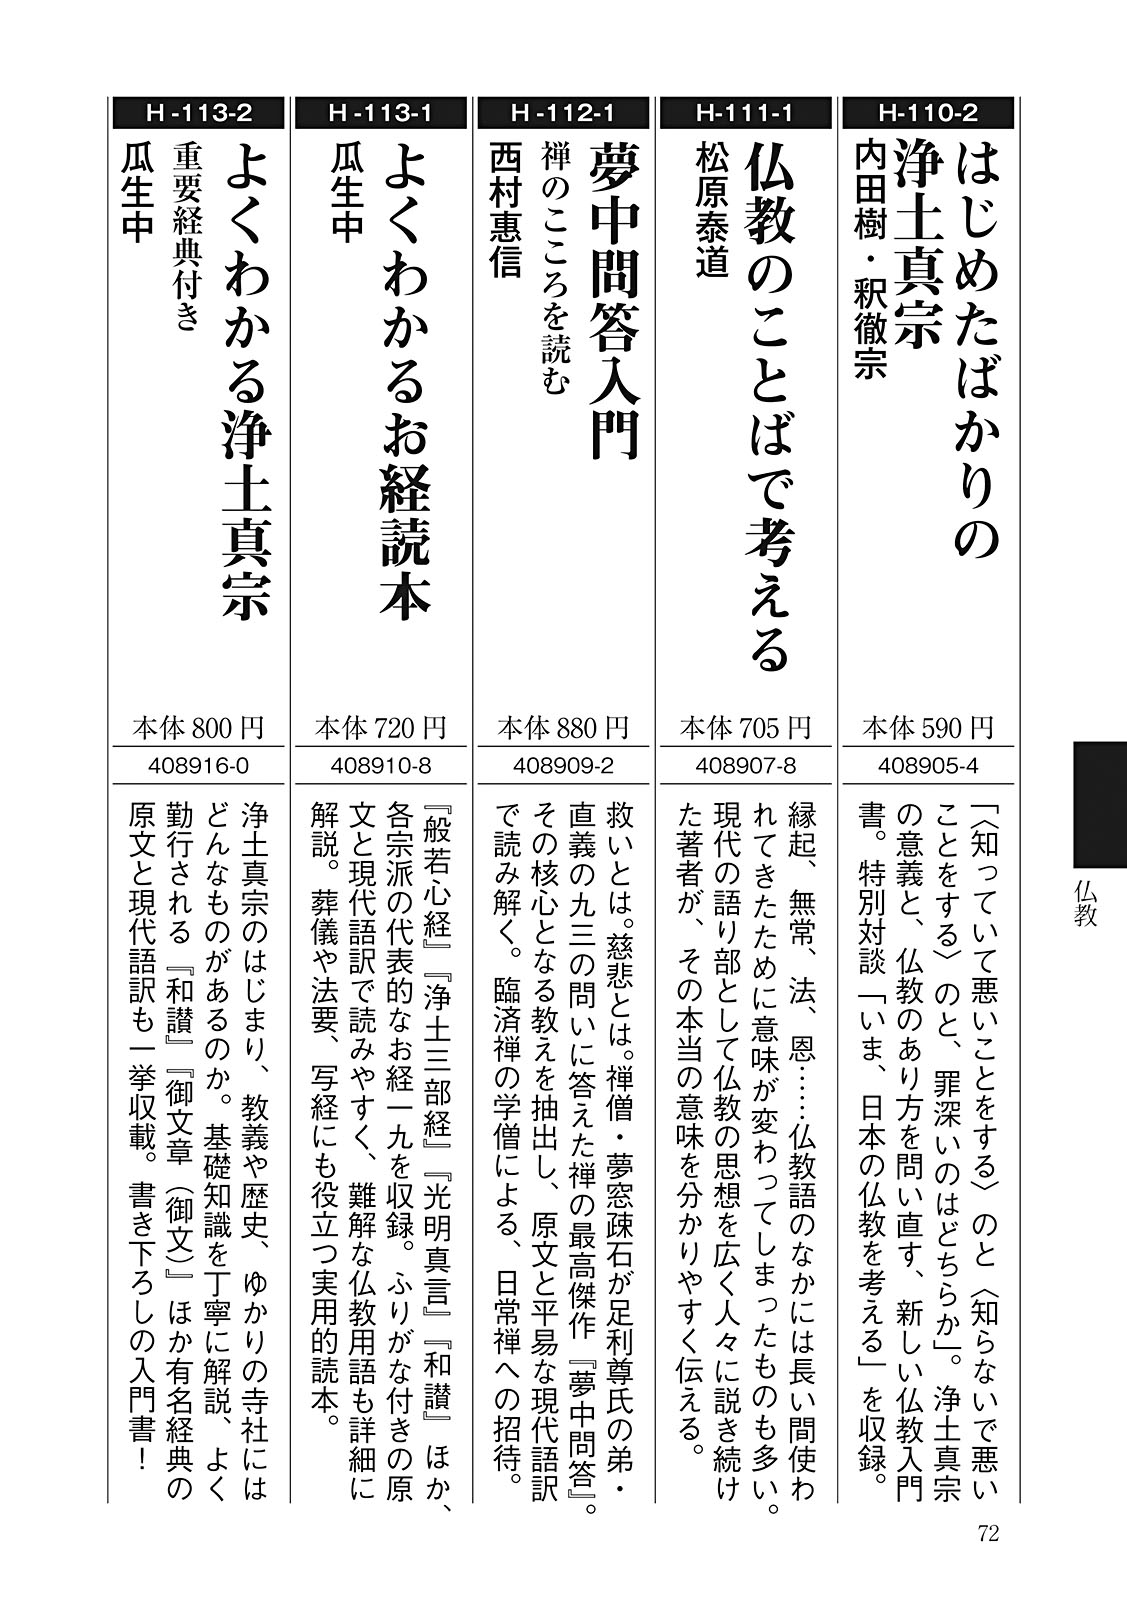 H-110-2
はじめたばかりの
浄土真宗
内田樹・釈徹宗
本体 590 円
408905-4
「〈知っていて悪いことをする〉のと〈知らないで悪い
ことをする〉のと、罪深いのはどちらか」。浄土真宗
の意義と、仏教のあり方を問い直す、新しい仏教入門
書。特別対談「いま、日本の仏教を考える」を収録。
H-111-1
仏教のことばで考える
松原泰道
本体 705 円
408907-8
縁起、無常、法、恩……仏教語のなかには長い間使わ
れてきたために意味が変わってしまったものも多い。
現代の語り部として仏教の思想を広く人々に説き続け
た著者が、その本当の意味を分かりやすく伝える。
H-112-1
夢中問答入門
禅のこころを読む
西村惠信
本体 880 円
408909-2
救いとは。慈悲とは。禅僧・夢窓疎石が足利尊氏の弟・
直義の九三の問いに答えた禅の最高傑作『夢中問答』。
その核心となる教えを抽出し、原文と平易な現代語訳
で読み解く。臨済禅の学僧による、日常禅への招待。
H-113-1
よくわかるお経読本
瓜生中
本体 720 円
408910-8
『般若心経』『浄土三部経』『光明真言』『和讃』ほか、
各宗派の代表的なお経一九を収録。ふりがな付きの原
文と現代語訳で読みやすく、難解な仏教用語も詳細に
解説。葬儀や法要、写経にも役立つ実用的読本。
H-113-2
よくわかる浄土真宗
重要経典付き
瓜生中
本体 800 円
408916-0
浄土真宗のはじまり、教義や歴史、ゆかりの寺社には
どんなものがあるのか。基礎知識を丁寧に解説、よく
勤行される『和讃』『御文章（御文）』ほか有名経典の
原文と現代語訳も一挙収載。書き下ろしの入門書！
仏教
72